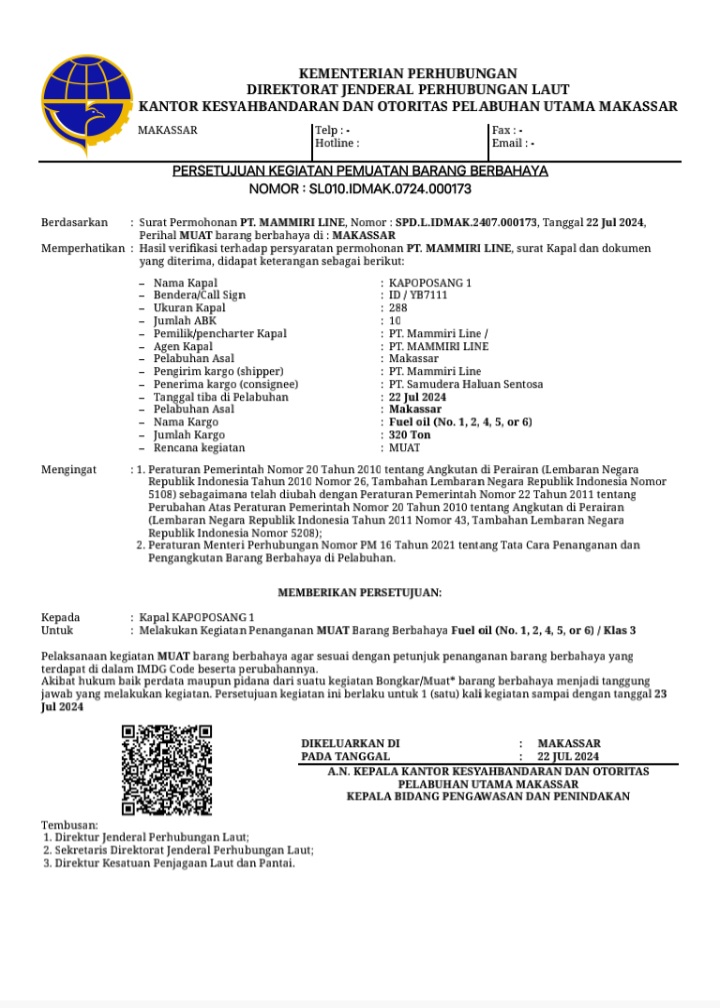 KEMENTERIAN PERHUBUNGAN
DIREKTORAT JENDERAL PERHUBUNGAN LAUT
KANTOR KESYAHBANDARAN DAN OTORITAS PELABUHAN UTAMA MAKASSAR
MAKASSAR Telp : - Fax : -
Hotline : Email : -
PERSETUJUAN KEGIATAN PEMUATAN BARANG BERBAHAYA
NOMOR : SL010.IDMAK.0724.000173
Berdasarkan : Surat Permohonan PT. MAMMIRI LINE, Nomor : SPD.L.IDMAK.2407.000173, Tanggal 22 Jul 2024,
Perihal MUAT barang berbahaya di : MAKASSAR
Memperhatikan : Hasil verifikasi terhadap persyaratan permohonan PT. MAMMIRI LINE, surat Kapal dan dokumen
yang diterima, didapat keterangan sebagai berikut:
– Nama Kapal : KAPOPOSANG 1
– Bendera/Call Sign : ID / YB7111
– Ukuran Kapal : 288
– Jumlah ABK : 10
– Pemilik/pencharter Kapal : PT. Mammiri Line /
– Agen Kapal : PT. MAMMIRI LINE
– Pelabuhan Asal : Makassar
– Pengirim kargo (shipper) : PT. Mammiri Line
– Penerima kargo (consignee) : PT. Samudera Haluan Sentosa
– Tanggal tiba di Pelabuhan : 22 Jul 2024
– Pelabuhan Asal : Makassar
– Nama Kargo : Fuel oil (No. 1, 2, 4, 5, or 6)
– Jumlah Kargo : 320 Ton
– Rencana kegiatan : MUAT
Mengingat : 1. Peraturan Pemerintah Nomor 20 Tahun 2010 tentang Angkutan di Perairan (Lembaran Negara
Republik Indonesia Tahun 2010 Nomor 26, Tambahan Lembaran Negara Republik Indonesia Nomor
5108) sebagaimana telah diubah dengan Peraturan Pemerintah Nomor 22 Tahun 2011 tentang
Perubahan Atas Peraturan Pemerintah Nomor 20 Tahun 2010 tentang Angkutan di Perairan
(Lembaran Negara Republik Indonesia Tahun 2011 Nomor 43, Tambahan Lembaran Negara
Republik Indonesia Nomor 5208);
2. Peraturan Menteri Perhubungan Nomor PM 16 Tahun 2021 tentang Tata Cara Penanganan dan
Pengangkutan Barang Berbahaya di Pelabuhan.
MEMBERIKAN PERSETUJUAN:
Kepada : Kapal KAPOPOSANG 1
Untuk : Melakukan Kegiatan Penanganan MUAT Barang Berbahaya Fuel oil (No. 1, 2, 4, 5, or 6) / Klas 3
Pelaksanaan kegiatan MUAT barang berbahaya agar sesuai dengan petunjuk penanganan barang berbahaya yang
terdapat di dalam IMDG Code beserta perubahannya.
Akibat hukum baik perdata maupun pidana dari suatu kegiatan Bongkar/Muat* barang berbahaya menjadi tanggung
jawab yang melakukan kegiatan. Persetujuan kegiatan ini berlaku untuk 1 (satu) kali kegiatan sampai dengan tanggal 23
Jul 2024
DIKELUARKAN DI : MAKASSAR
PADA TANGGAL : 22 JUL 2024
A.N. KEPALA KANTOR KESYAHBANDARAN DAN OTORITAS
PELABUHAN UTAMA MAKASSAR
KEPALA BIDANG PENGAWASAN DAN PENINDAKAN
Tembusan:
1. Direktur Jenderal Perhubungan Laut;
2. Sekretaris Direktorat Jenderal Perhubungan Laut;
3. Direktur Kesatuan Penjagaan Laut dan Pantai.